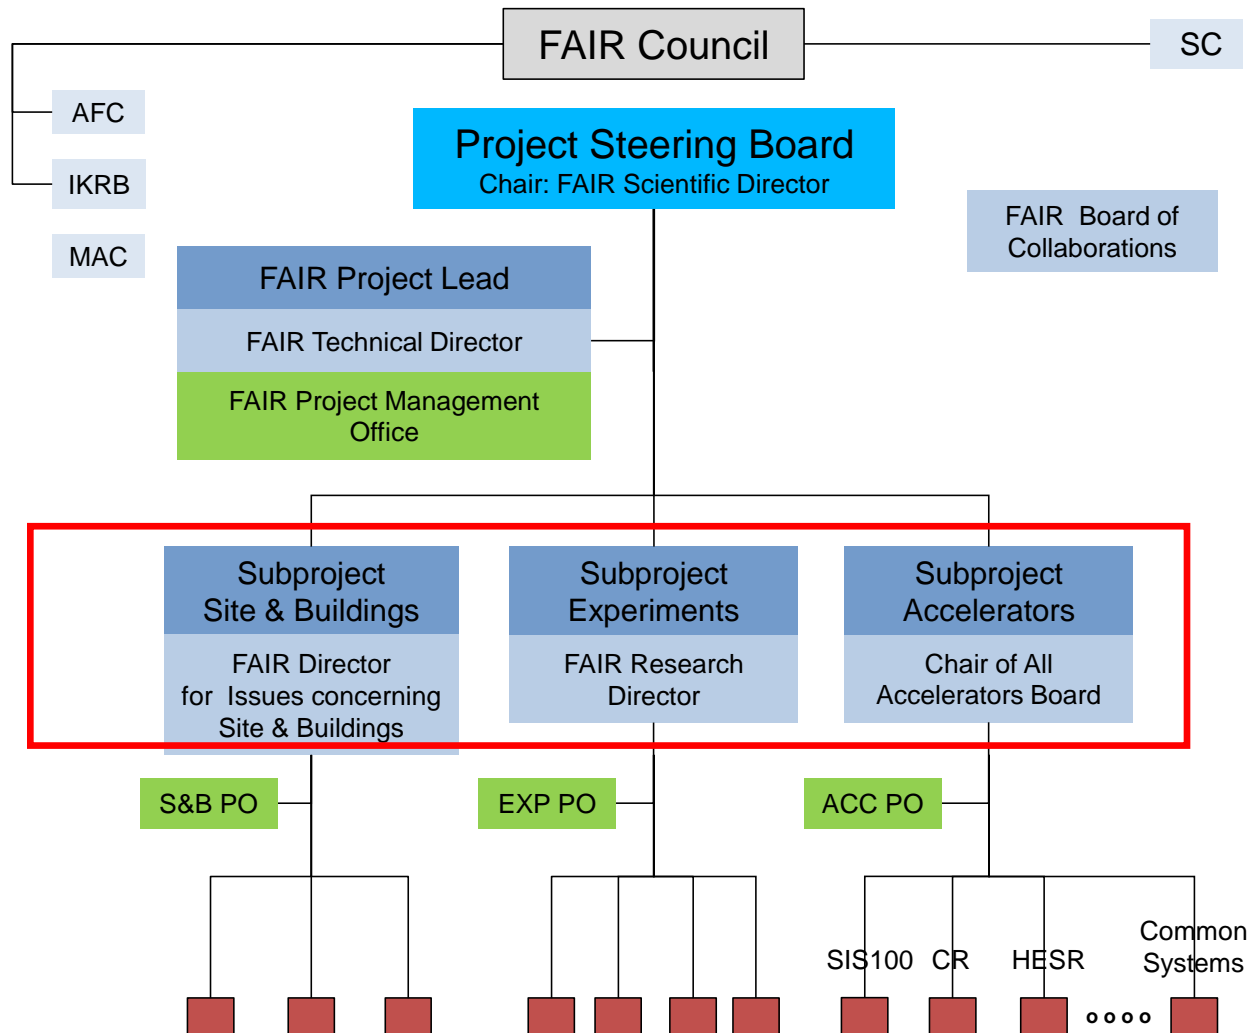 FAIR Council
SC
AFC
IKRB
MAC
Project Steering Board
Chair: FAIR Scientific Director
FAIR  Board of
Collaborations
FAIR Project Lead
FAIR Technical Director
FAIR Project Management
Office
Subproject
Site & Buildings
FAIR Director
for  Issues concerning
Site & Buildings
Subproject
Experiments
FAIR Research
Director
Subproject
Accelerators
Chair of All
Accelerators Board
S&B PO
EXP PO
ACC PO
SIS100
CR
HESR
Common
Systems
o o o o